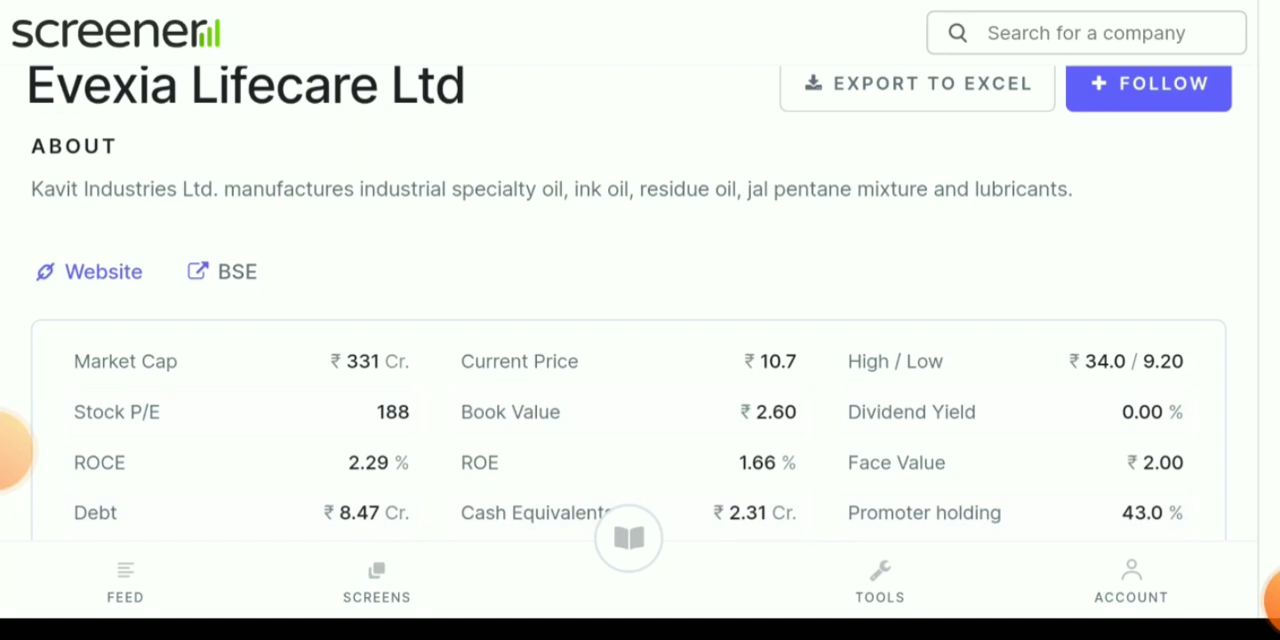 screener
Search for a company
Evexia Lifecare Ltd
EXPORT TO EXCEL
+ FOLLOW
ABOUT
Kavit Industries Ltd. manufactures industrial specialty oil, ink oil, residue oil, jal pentane mixture and lubricants.
Website BSE
Market Cap ₹ 331 Cr. Current Price ₹ 10.7 High / Low ₹ 34.0 / 9.20
Stock P/E 188 Book Value ₹ 2.60 Dividend Yield 0.00 %
ROCE 2.29 % ROE 1.66 % Face Value ₹ 2.00
Debt ₹ 8.47 Cr. Cash Equivalents ₹ 2.31 Cr. Promoter holding 43.0 %
FEED SCREENS TOOLS ACCOUNT